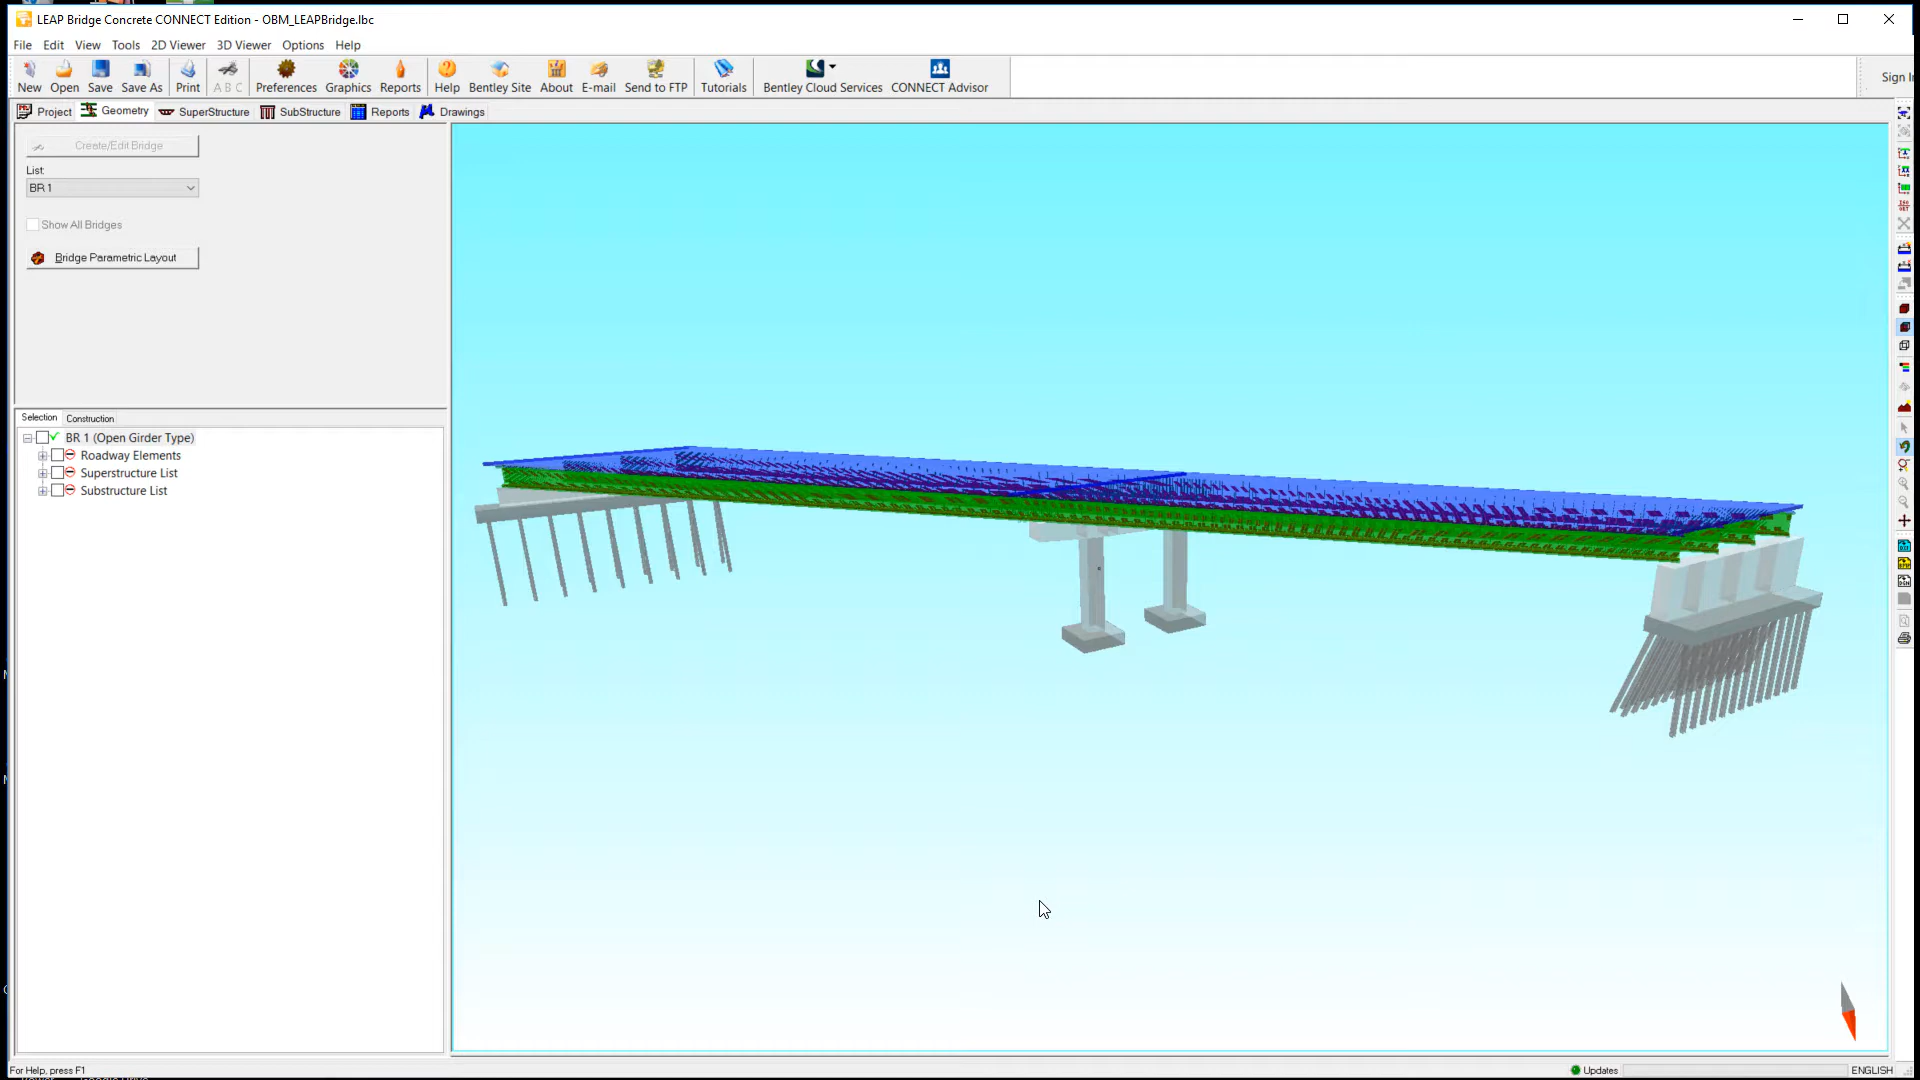 LEAP Bridge Concrete CONNECT Edition - OBM_LEAPBridge.lbc
File Edit View Tools 2D Viewer 3D Viewer Options Help
New Open Save Save As Print A B C Preferences Graphics Reports Help Bentley Site About E-mail Send to FTP Tutorials Bentley Cloud Services CONNECT Advisor Sign In
Project Geometry SuperStructure SubStructure Reports Drawings
Create/Edit Bridge
List:
BR 1
Show All Bridges
Bridge Parametric Layout
Selection Construction
BR 1 (Open Girder Type)
Roadway Elements
Superstructure List
Substructure List
For Help, press F1
Updates
ENGLISH